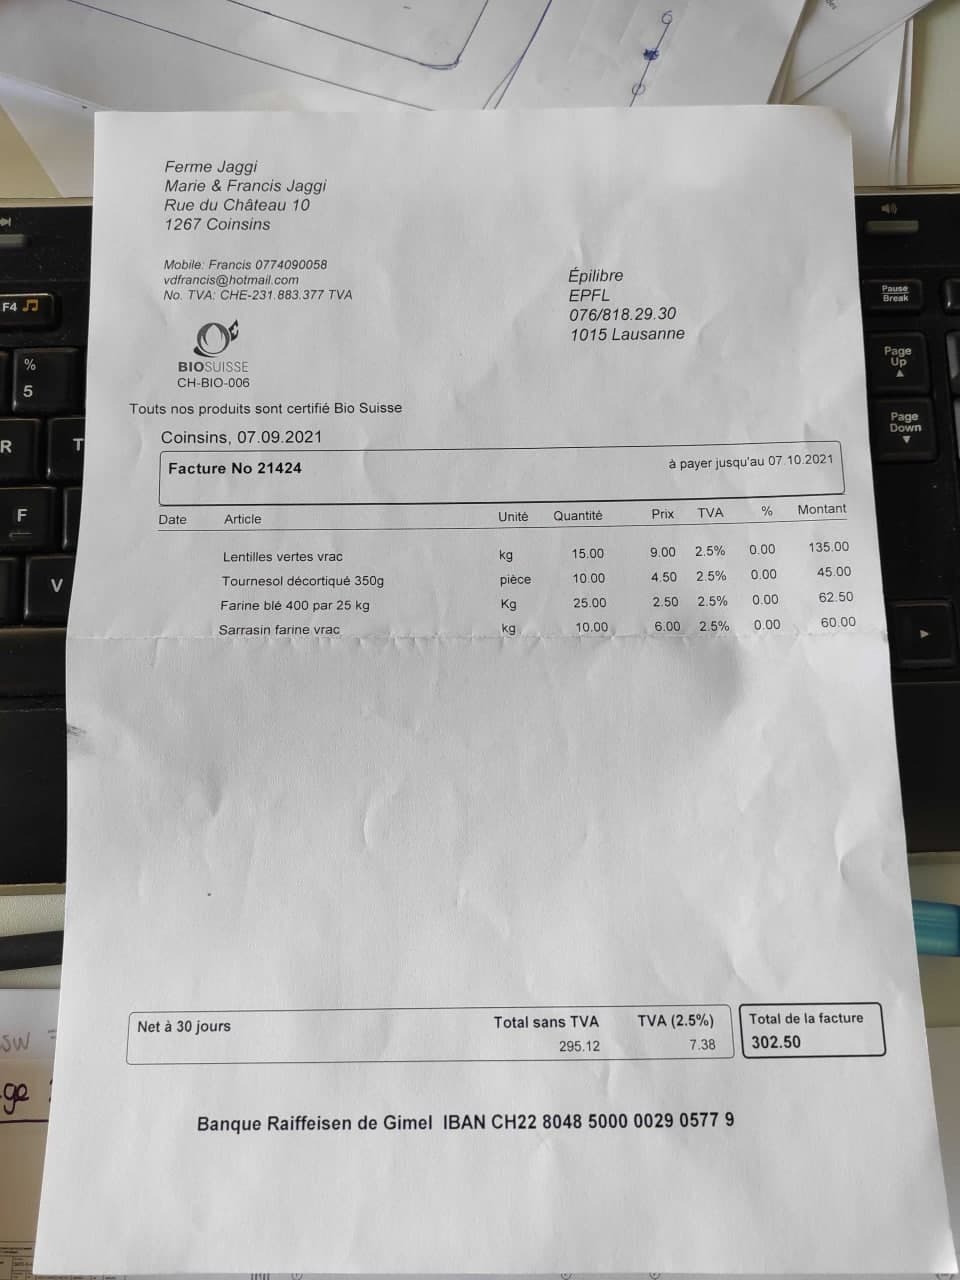 Ferme Jaggi
Marie & Francis Jaggi
Rue du Château 10
1267 Coinsins
Mobile: Francis 0774090058
vdfrancis@hotmail.com
No. TVA: CHE-231.883.377 TVA
Épilibre
EPFL
076/818.29.30
1015 Lausanne
BIOSUISSE
CH-BIO-006
Touts nos produits sont certifié Bio Suisse
Coinsins, 07.09.2021
Facture No 21424 à payer jusqu'au 07.10.2021
Date Article Unité Quantité Prix TVA % Montant
Lentilles vertes vrac kg 15.00 9.00 2.5% 0.00 135.00
Tournesol décortiqué 350g pièce 10.00 4.50 2.5% 0.00 45.00
Farine blé 400 par 25 kg Kg 25.00 2.50 2.5% 0.00 62.50
Sarrasin farine vrac kg 10.00 6.00 2.5% 0.00 60.00
Net à 30 jours Total sans TVA TVA (2.5%) Total de la facture
295.12 7.38 302.50
Banque Raiffeisen de Gimel IBAN CH22 8048 5000 0029 0577 9
F4
%
5
R
T
F
V
Pause
Break
Page
Up
Page
Down